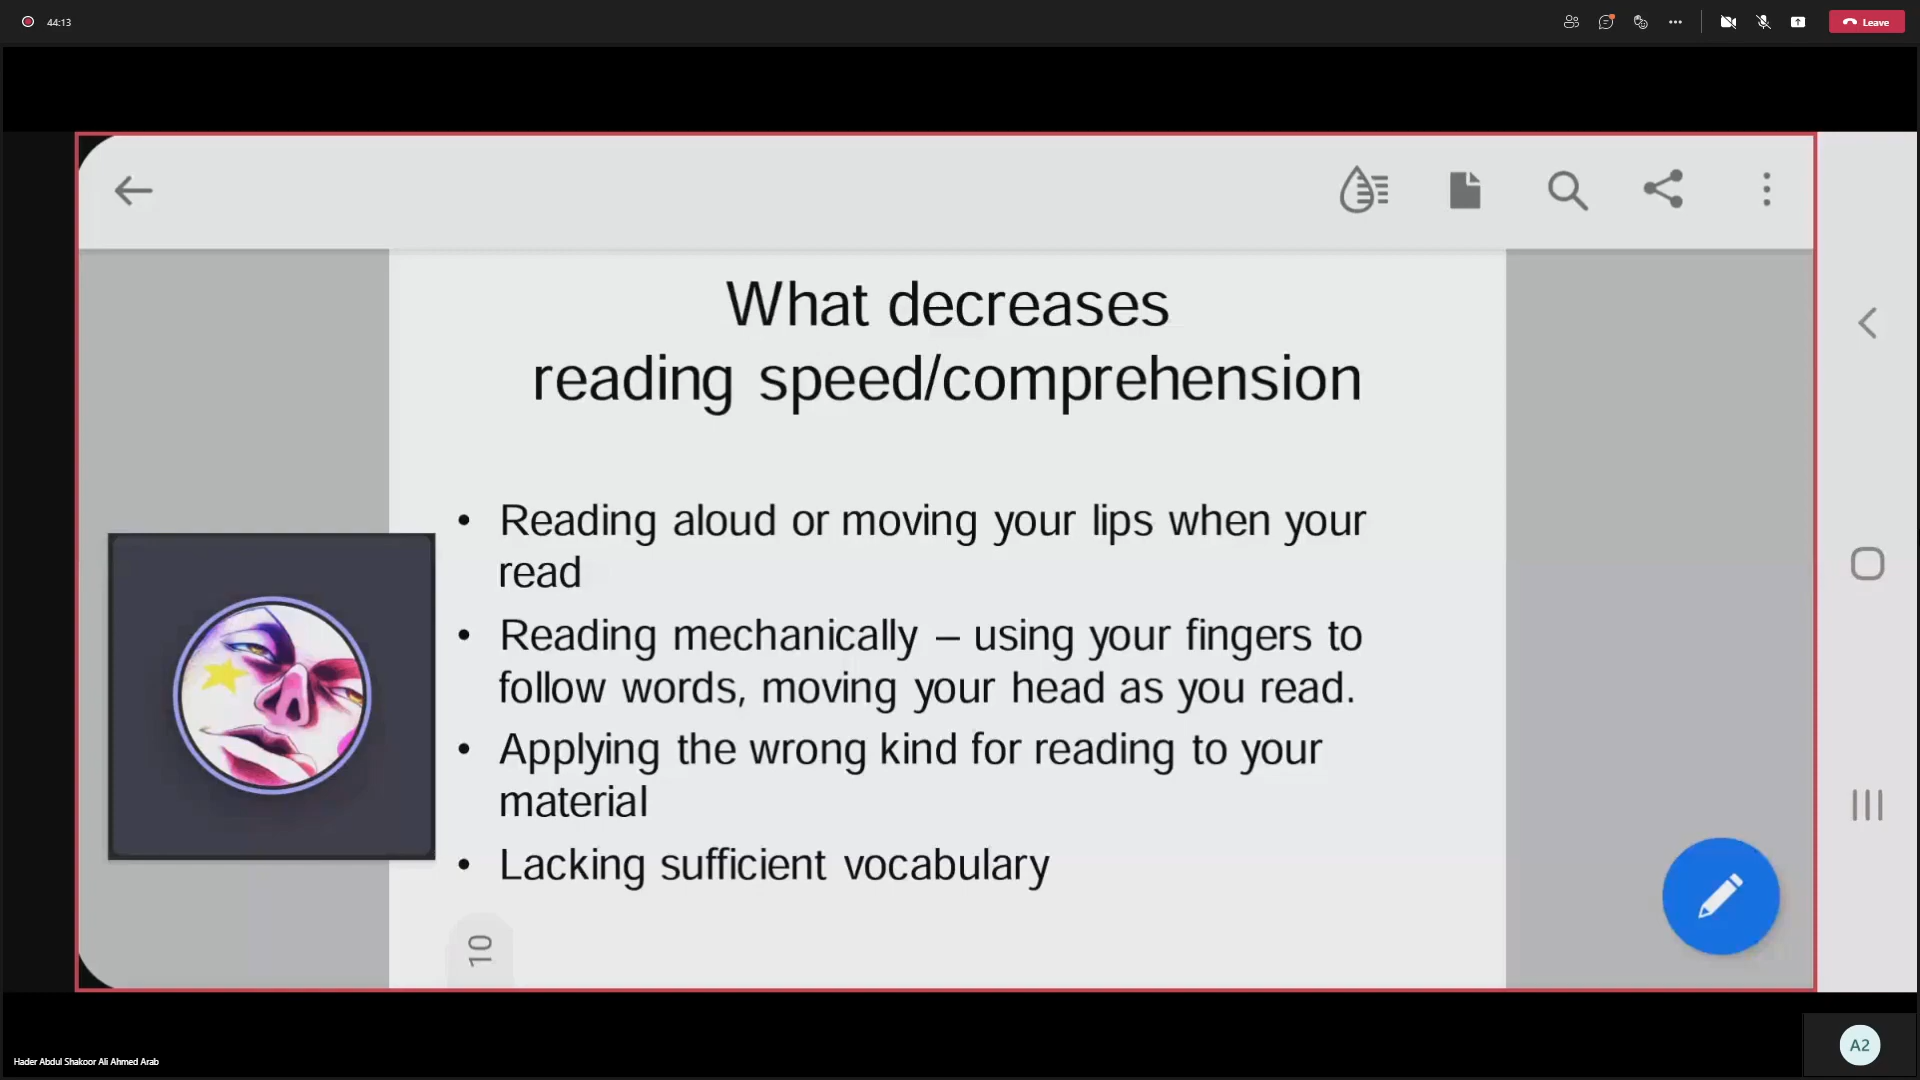 44:13
Leave
What decreases
reading speed/comprehension
• Reading aloud or moving your lips when your
read
• Reading mechanically – using your fingers to
follow words, moving your head as you read.
• Applying the wrong kind for reading to your
material
• Lacking sufficient vocabulary
10
Hader Abdul Shakoor Ali Ahmed Arab
A2